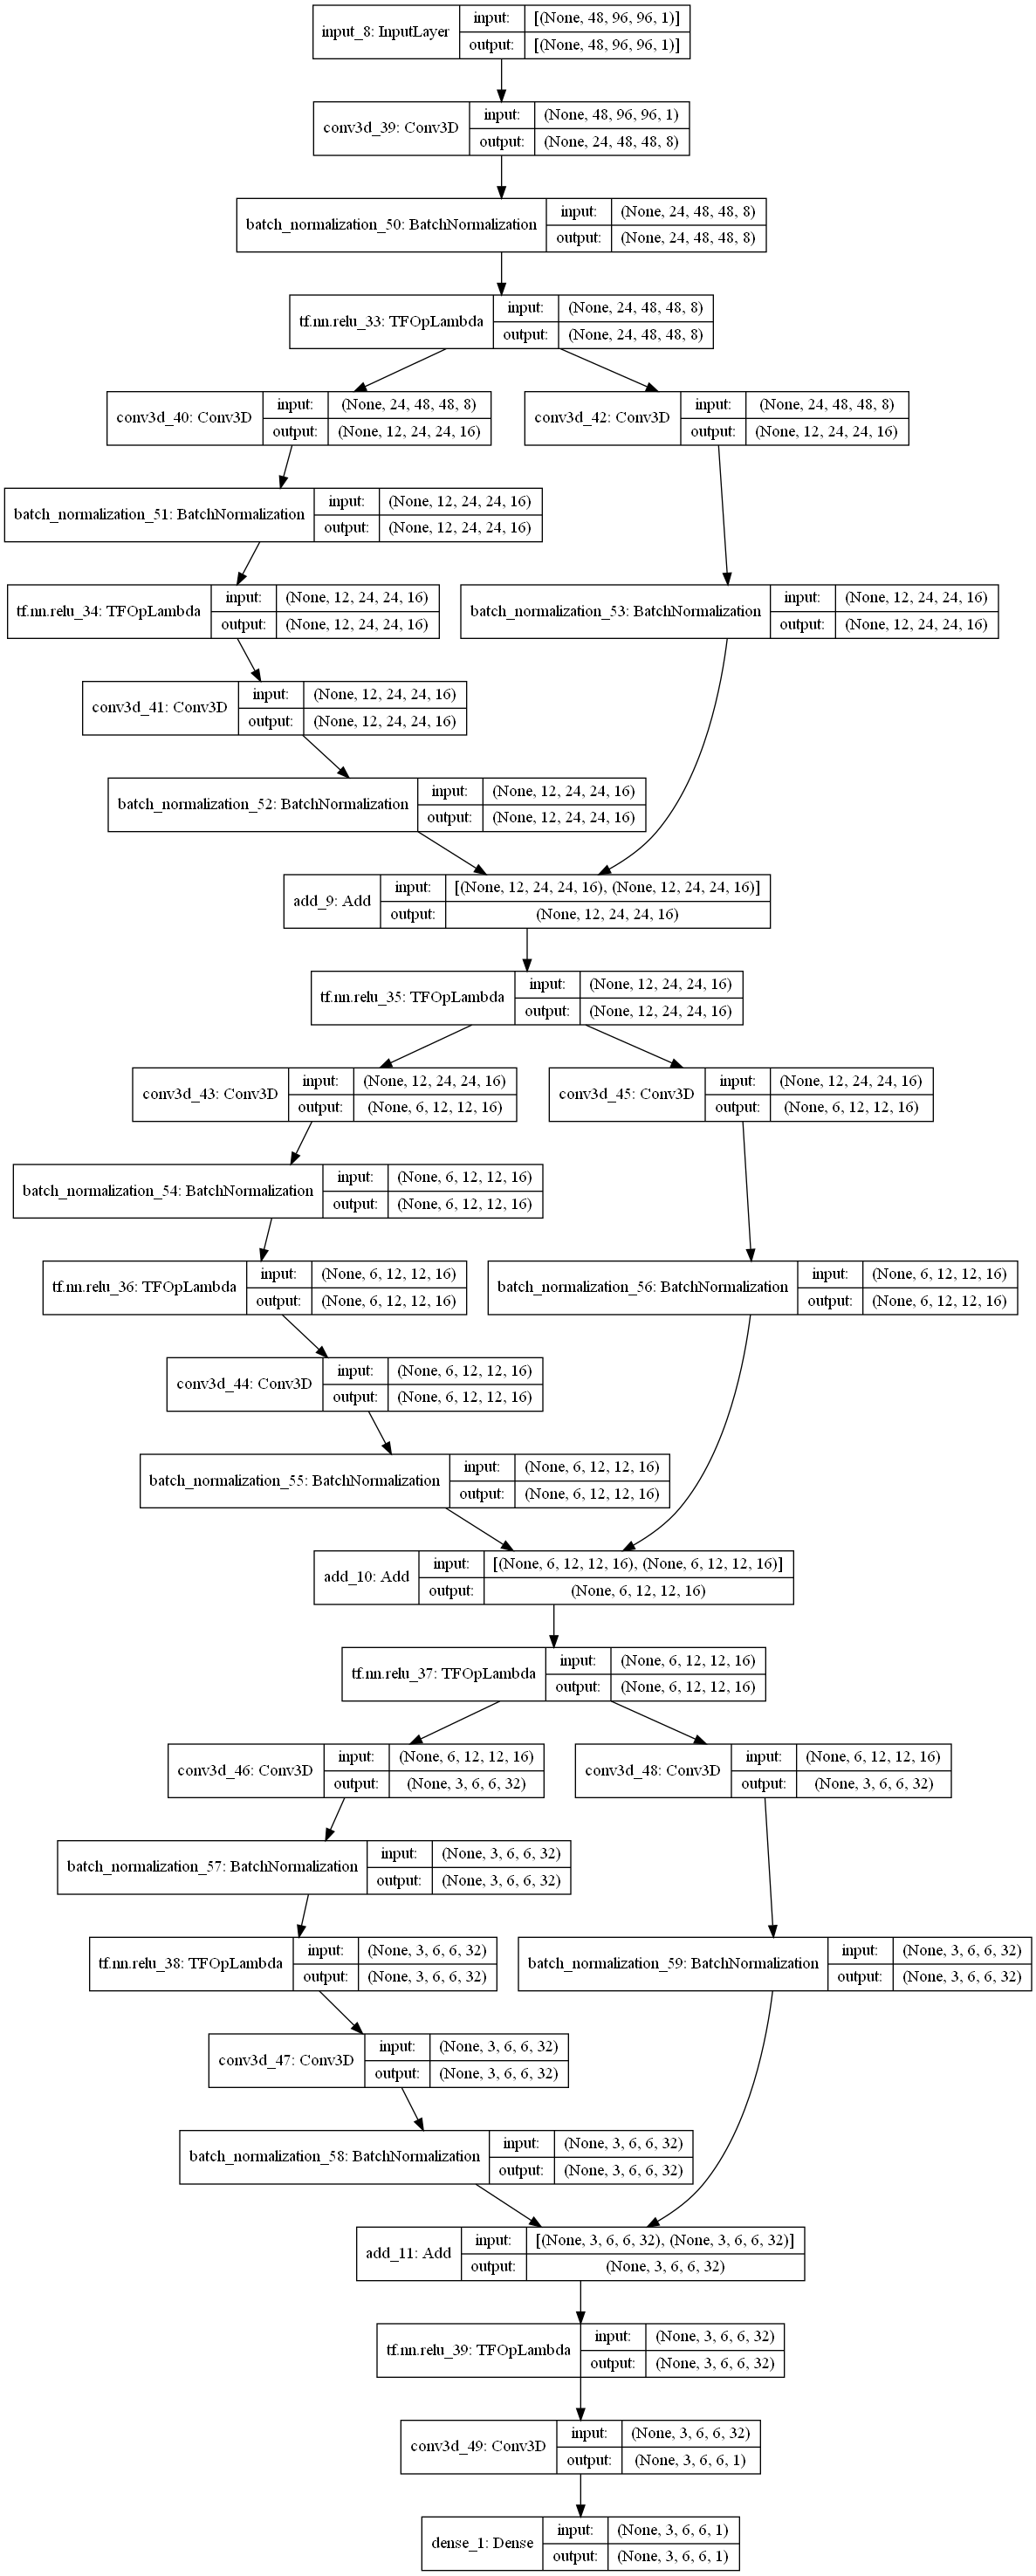 input_8: InputLayer
input: [(None, 48, 96, 96, 1)]
output: [(None, 48, 96, 96, 1)]
conv3d_39: Conv3D
input: (None, 48, 96, 96, 1)
output: (None, 24, 48, 48, 8)
batch_normalization_50: BatchNormalization
input: (None, 24, 48, 48, 8)
output: (None, 24, 48, 48, 8)
tf.nn.relu_33: TFOpLambda
input: (None, 24, 48, 48, 8)
output: (None, 24, 48, 48, 8)
conv3d_40: Conv3D
input: (None, 24, 48, 48, 8)
output: (None, 12, 24, 24, 16)
conv3d_42: Conv3D
input: (None, 24, 48, 48, 8)
output: (None, 12, 24, 24, 16)
batch_normalization_51: BatchNormalization
input: (None, 12, 24, 24, 16)
output: (None, 12, 24, 24, 16)
tf.nn.relu_34: TFOpLambda
input: (None, 12, 24, 24, 16)
output: (None, 12, 24, 24, 16)
batch_normalization_53: BatchNormalization
input: (None, 12, 24, 24, 16)
output: (None, 12, 24, 24, 16)
conv3d_41: Conv3D
input: (None, 12, 24, 24, 16)
output: (None, 12, 24, 24, 16)
batch_normalization_52: BatchNormalization
input: (None, 12, 24, 24, 16)
output: (None, 12, 24, 24, 16)
add_9: Add
input: [(None, 12, 24, 24, 16), (None, 12, 24, 24, 16)]
output: (None, 12, 24, 24, 16)
tf.nn.relu_35: TFOpLambda
input: (None, 12, 24, 24, 16)
output: (None, 12, 24, 24, 16)
conv3d_43: Conv3D
input: (None, 12, 24, 24, 16)
output: (None, 6, 12, 12, 16)
conv3d_45: Conv3D
input: (None, 12, 24, 24, 16)
output: (None, 6, 12, 12, 16)
batch_normalization_54: BatchNormalization
input: (None, 6, 12, 12, 16)
output: (None, 6, 12, 12, 16)
tf.nn.relu_36: TFOpLambda
input: (None, 6, 12, 12, 16)
output: (None, 6, 12, 12, 16)
batch_normalization_56: BatchNormalization
input: (None, 6, 12, 12, 16)
output: (None, 6, 12, 12, 16)
conv3d_44: Conv3D
input: (None, 6, 12, 12, 16)
output: (None, 6, 12, 12, 16)
batch_normalization_55: BatchNormalization
input: (None, 6, 12, 12, 16)
output: (None, 6, 12, 12, 16)
add_10: Add
input: [(None, 6, 12, 12, 16), (None, 6, 12, 12, 16)]
output: (None, 6, 12, 12, 16)
tf.nn.relu_37: TFOpLambda
input: (None, 6, 12, 12, 16)
output: (None, 6, 12, 12, 16)
conv3d_46: Conv3D
input: (None, 6, 12, 12, 16)
output: (None, 3, 6, 6, 32)
conv3d_48: Conv3D
input: (None, 6, 12, 12, 16)
output: (None, 3, 6, 6, 32)
batch_normalization_57: BatchNormalization
input: (None, 3, 6, 6, 32)
output: (None, 3, 6, 6, 32)
tf.nn.relu_38: TFOpLambda
input: (None, 3, 6, 6, 32)
output: (None, 3, 6, 6, 32)
batch_normalization_59: BatchNormalization
input: (None, 3, 6, 6, 32)
output: (None, 3, 6, 6, 32)
conv3d_47: Conv3D
input: (None, 3, 6, 6, 32)
output: (None, 3, 6, 6, 32)
batch_normalization_58: BatchNormalization
input: (None, 3, 6, 6, 32)
output: (None, 3, 6, 6, 32)
add_11: Add
input: [(None, 3, 6, 6, 32), (None, 3, 6, 6, 32)]
output: (None, 3, 6, 6, 32)
tf.nn.relu_39: TFOpLambda
input: (None, 3, 6, 6, 32)
output: (None, 3, 6, 6, 32)
conv3d_49: Conv3D
input: (None, 3, 6, 6, 32)
output: (None, 3, 6, 6, 1)
dense_1: Dense
input: (None, 3, 6, 6, 1)
output: (None, 3, 6, 6, 1)